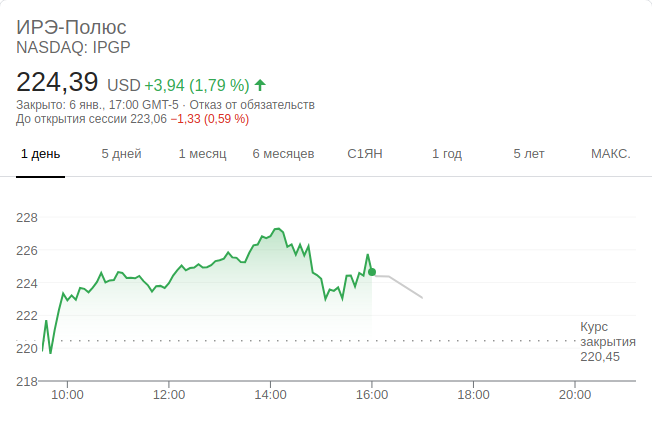 ИРЭ-Полюс
NASDAQ: IPGP
224,39 USD +3,94 (1,79 %)
Закрыто: 6 янв., 17:00 GMT-5 · Отказ от обязательств
До открытия сессии 223,06 −1,33 (0,59 %)
1 день 5 дней 1 месяц 6 месяцев С1ЯН 1 год 5 лет МАКС.
228
226
224
222
220
218
Курс
закрытия
220,45
10:00 12:00 14:00 16:00 18:00 20:00